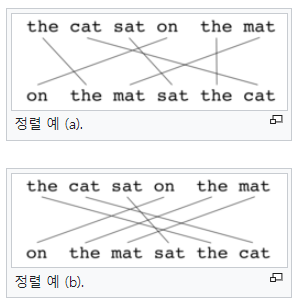 the cat sat on the mat
on the mat sat the cat
정렬 예 (a).
the cat sat on the mat
on the mat sat the cat
정렬 예 (b).